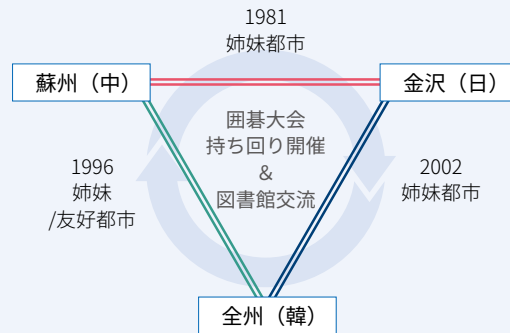 1981
姉妹都市
蘇州（中）
金沢（日）
囲碁大会
持ち回り開催
&
図書館交流
1996
姉妹
/友好都市
2002
姉妹都市
全州（韓）